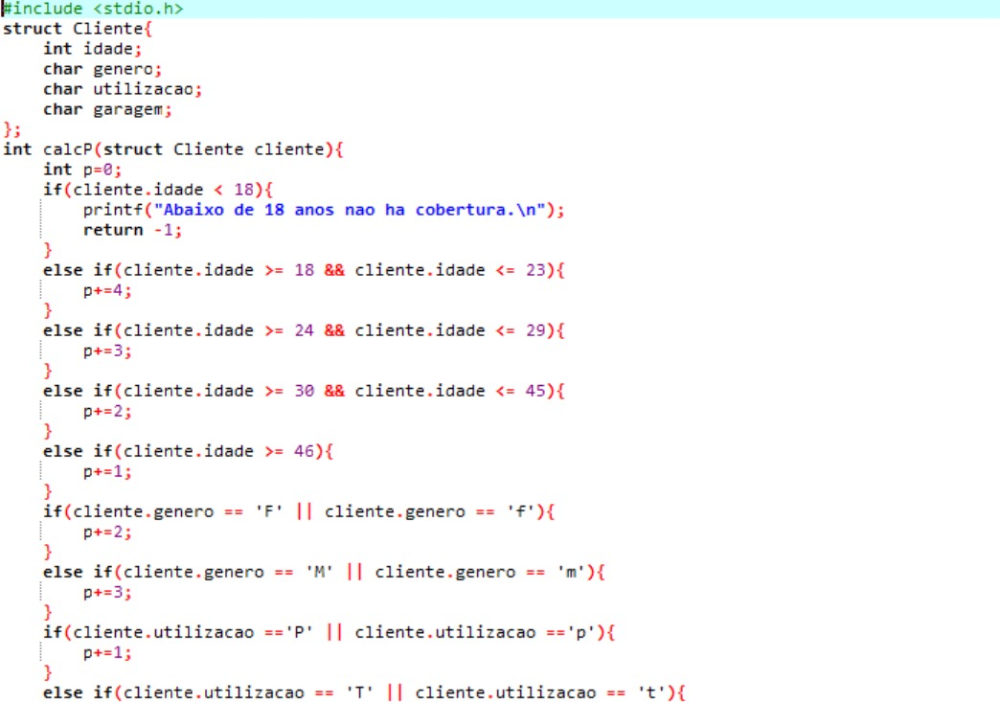 #include <stdio.h>
struct Cliente{
    int idade;
    char genero;
    char utilizacao;
    char garagem;
};
int calcP(struct Cliente cliente){
    int p=0;
    if(cliente.idade < 18){
        printf("Abaixo de 18 anos nao ha cobertura.\n");
        return -1;
    }
    else if(cliente.idade >= 18 && cliente.idade <= 23){
        p+=4;
    }
    else if(cliente.idade >= 24 && cliente.idade <= 29){
        p+=3;
    }
    else if(cliente.idade >= 30 && cliente.idade <= 45){
        p+=2;
    }
    else if(cliente.idade >= 46){
        p+=1;
    }
    if(cliente.genero == 'F' || cliente.genero == 'f'){
        p+=2;
    }
    else if(cliente.genero == 'M' || cliente.genero == 'm'){
        p+=3;
    }
    if(cliente.utilizacao =='P' || cliente.utilizacao =='p'){
        p+=1;
    }
    else if(cliente.utilizacao == 'T' || cliente.utilizacao == 't'){